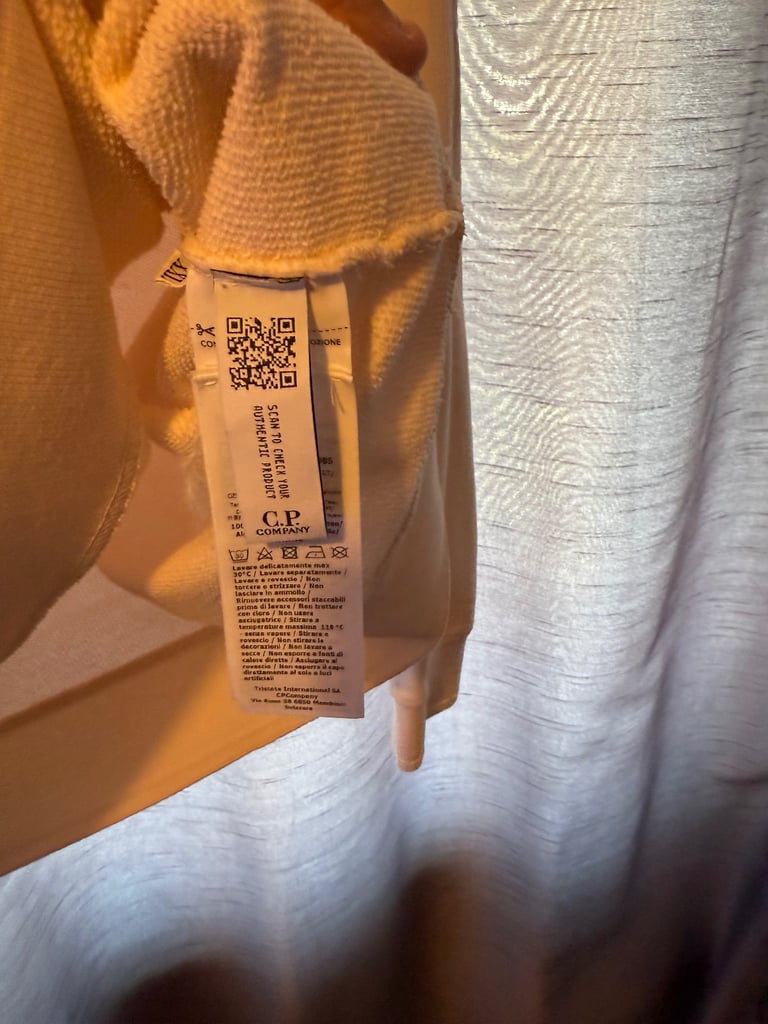 SCAN TO CHECK YOUR
AUTHENTIC PRODUCT
C.P.
COMPANY
30
Lavare delicatamente max
30°C / Lavare separatamente /
Lavare a rovescio / Non
torcere o strizzare / Non
lasciare in ammollo /
Rimuovere accessori staccabili
prima di lavare / Non trattare
con cloro / Non usare
asciugatrice / Stirare a
temperatura massima 110 °C
- senza vapore / Stirare a
rovescio / Non stirare le
decorazioni / Non lavare a
secco / Non esporre a fonti di
calore dirette / Asciugare al
rovescio / Non esporre il capo
direttamente al sole o luci
artificiali
Tristate International SA
CPCompany
Svizzera